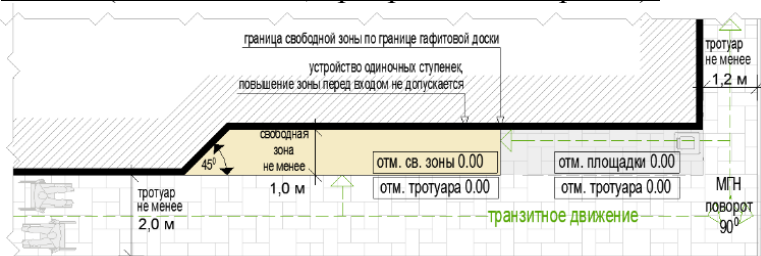 граница свободной зоны по границе гафитовой доски
устройство одиночных ступенек,
повышение зоны перед входом не допускается
тротуар
не менее
1,2 м
свободная
зона
не менее
1,0 м
45⁰
отм. св. зоны 0.00
отм. площадки 0.00
отм. тротуара 0.00
отм. тротуара 0.00
тротуар
не менее
2,0 м
транзитное движение
МГН
поворот
90⁰